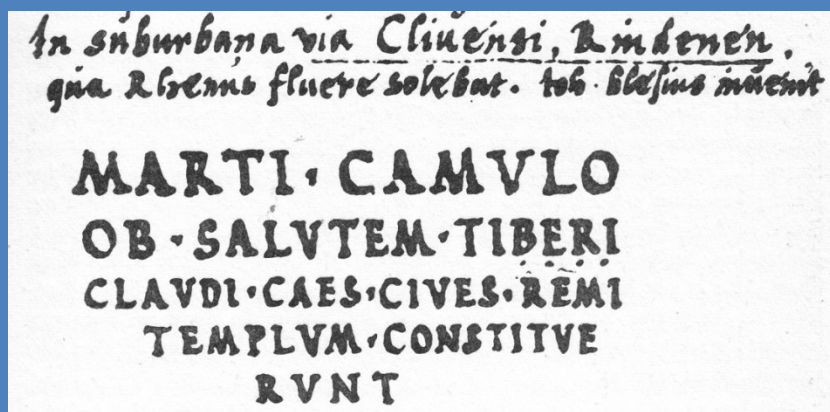 In suburbana via Cliuensi, Rindenen,
qua Rhenus fluere solebat. Ioh. Blesius inuenit
MARTI · CAMVLO
OB · SALVTEM · TIBERI
CLAVDI · CAES · CIVES · REMI
TEMPLVM · CONSTITVE
RVNT